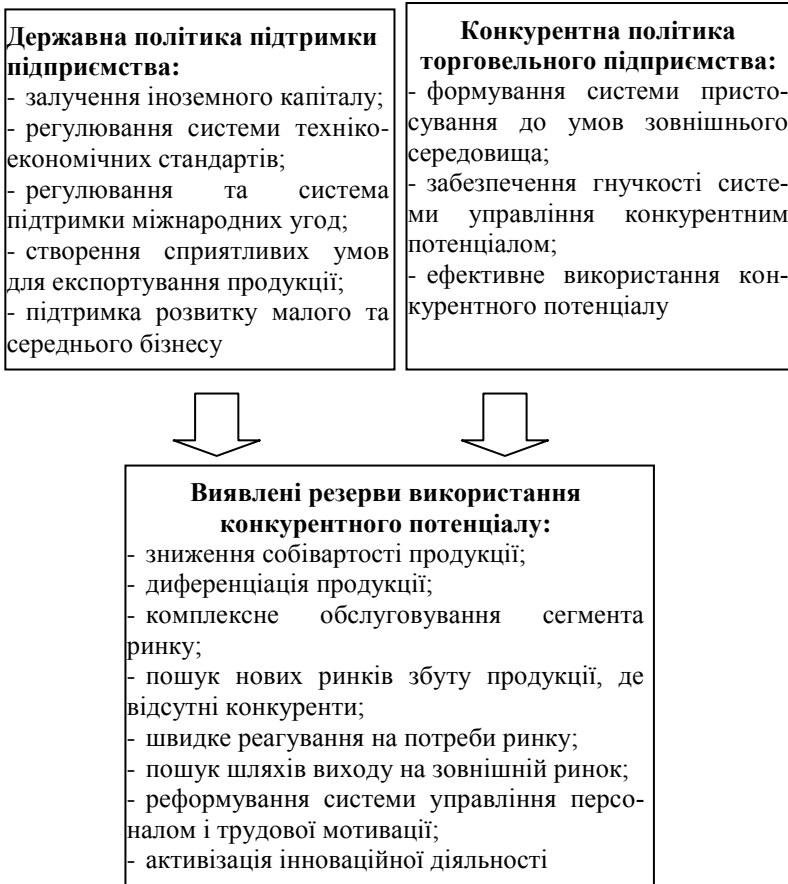 Державна політика підтримки
підприємства:
- залучення іноземного капіталу;
- регулювання системи техніко-
економічних стандартів;
- регулювання та система
підтримки міжнародних угод;
- створення сприятливих умов
для експортування продукції;
- підтримка розвитку малого та
середнього бізнесу
Конкурентна політика
торговельного підприємства:
- формування системи присто-
сування до умов зовнішнього
середовища;
- забезпечення гнучкості систе-
ми управління конкурентним
потенціалом;
- ефективне використання кон-
курентного потенціалу
Виявлені резерви використання
конкурентного потенціалу:
- зниження собівартості продукції;
- диференціація продукції;
- комплексне обслуговування сегмента
ринку;
- пошук нових ринків збуту продукції, де
відсутні конкуренти;
- швидке реагування на потреби ринку;
- пошук шляхів виходу на зовнішній ринок;
- реформування системи управління персо-
налом і трудової мотивації;
- активізація інноваційної діяльності